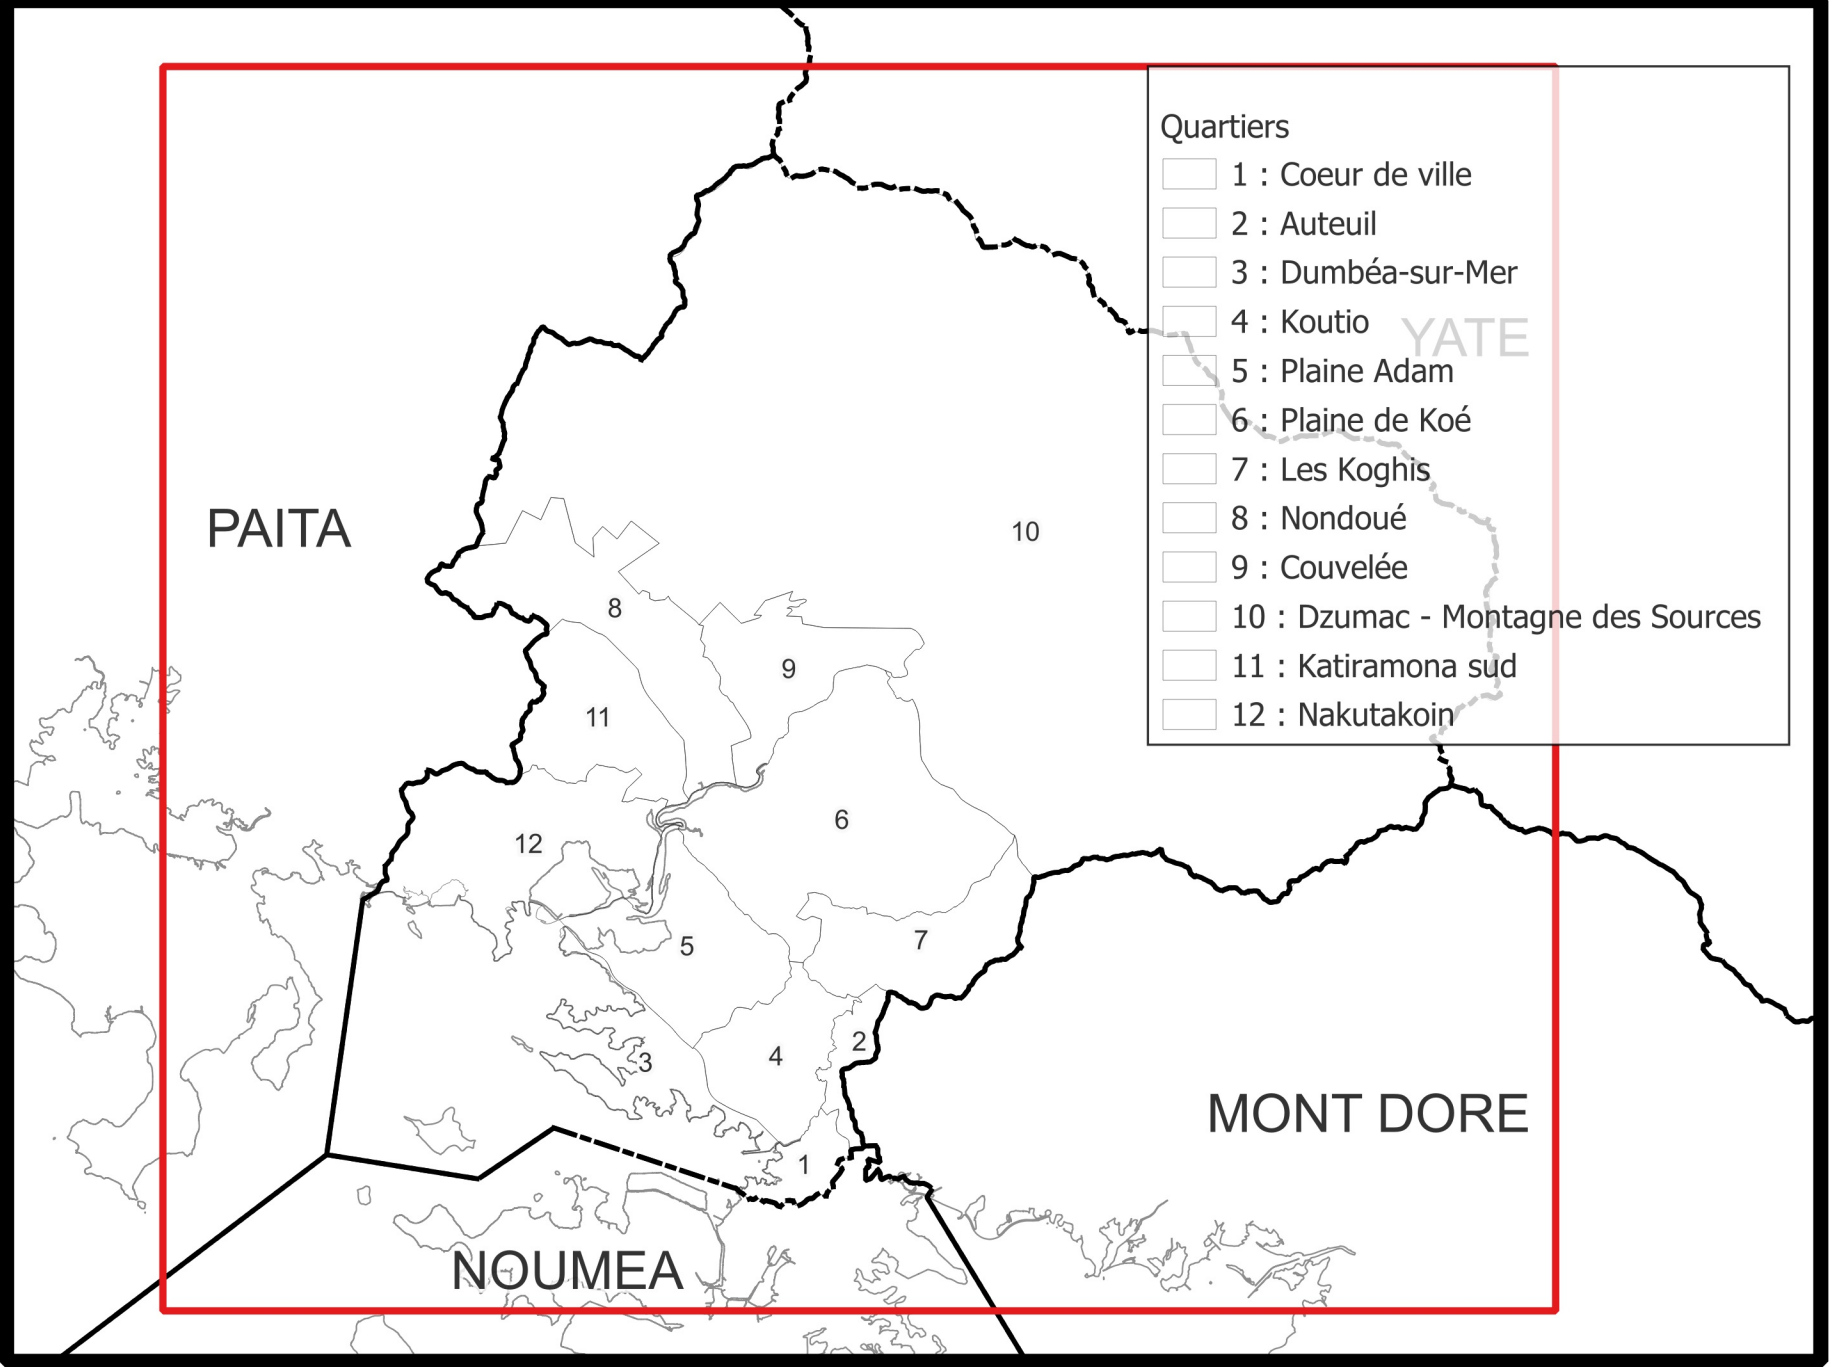 Quartiers
1 : Coeur de ville
2 : Auteuil
3 : Dumbéa-sur-Mer
4 : Koutio
5 : Plaine Adam
6 : Plaine de Koé
7 : Les Koghis
8 : Nondoué
9 : Couvelée
10 : Dzumac - Montagne des Sources
11 : Katiramona sud
12 : Nakutakoin
YATE
PAITA
10
8
9
11
6
12
7
5
2
4
3
MONT DORE
1
NOUMEA